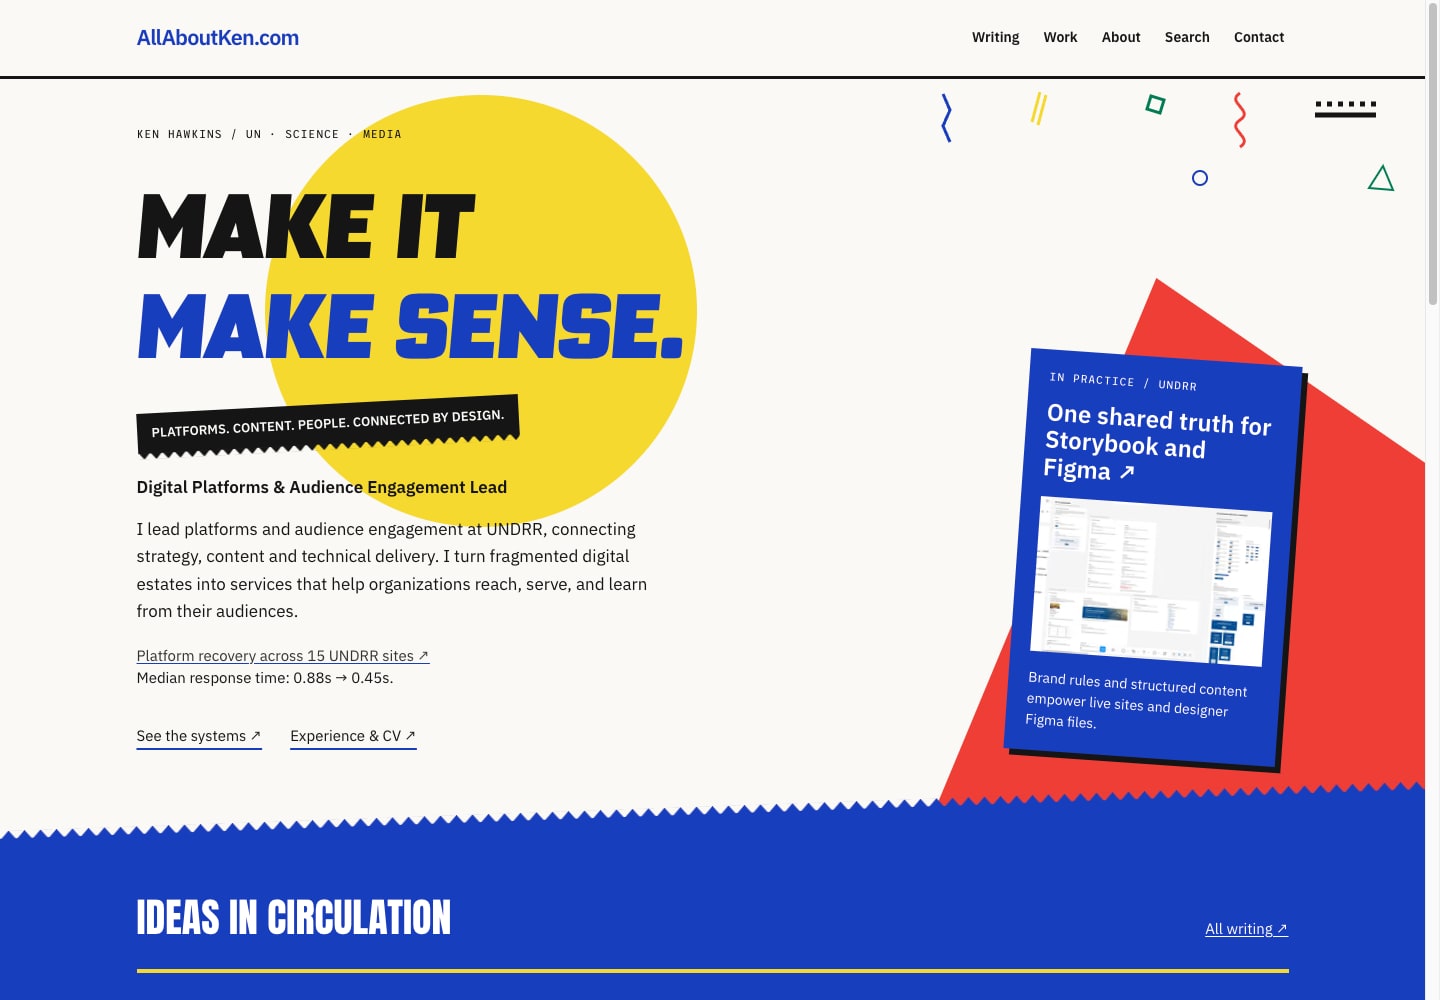 AllAboutKen.com
Writing Work About Search Contact
KEN HAWKINS / UN · SCIENCE · MEDIA
MAKE IT
MAKE SENSE.
PLATFORMS. CONTENT. PEOPLE. CONNECTED BY DESIGN.
Digital Platforms & Audience Engagement Lead
I lead platforms and audience engagement at UNDRR, connecting
strategy, content and technical delivery. I turn fragmented digital
estates into services that help organizations reach, serve, and learn
from their audiences.
Platform recovery across 15 UNDRR sites ↗
Median response time: 0.88s → 0.45s.
See the systems ↗ Experience & CV ↗
IN PRACTICE / UNDRR
One shared truth for
Storybook and
Figma ↗
Brand rules and structured content
empower live sites and designer
Figma files.
IDEAS IN CIRCULATION
All writing ↗